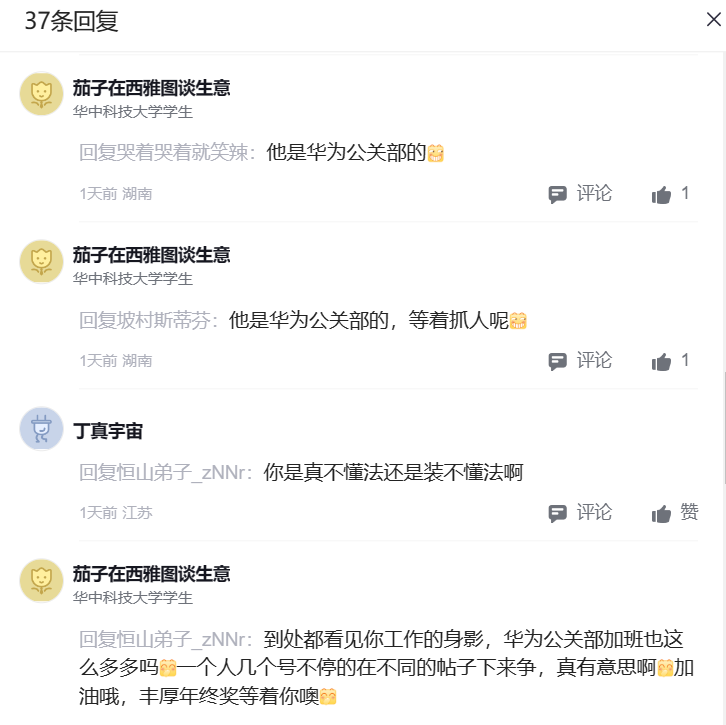 37条回复
茄子在西雅图谈生意
华中科技大学学生
回复哭着哭着就笑辣：他是华为公关部的
1天前 湖南
评论
1
茄子在西雅图谈生意
华中科技大学学生
回复坡村斯蒂芬：他是华为公关部的，等着抓人呢
1天前 湖南
评论
1
丁真宇宙
回复恒山弟子_zNNr：你是真不懂法还是装不懂法啊
1天前 江苏
评论
赞
茄子在西雅图谈生意
华中科技大学学生
回复恒山弟子_zNNr：到处都看见你工作的身影，华为公关部加班也这
么多多吗一个人几个号不停的在不同的帖子下来争，真有意思啊加
油哦，丰厚年终奖等着你噢